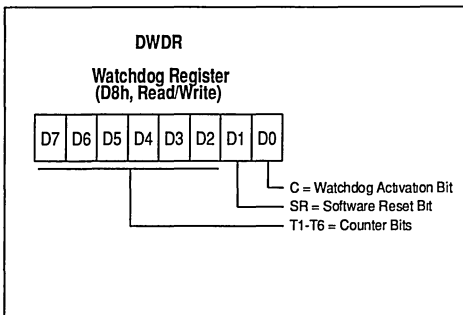 DWDR
Watchdog Register
(D8h, Read/Write)
D7 D6 D5 D4 D3 D2 D1 D0
C = Watchdog Activation Bit
SR = Software Reset Bit
T1-T6 = Counter Bits